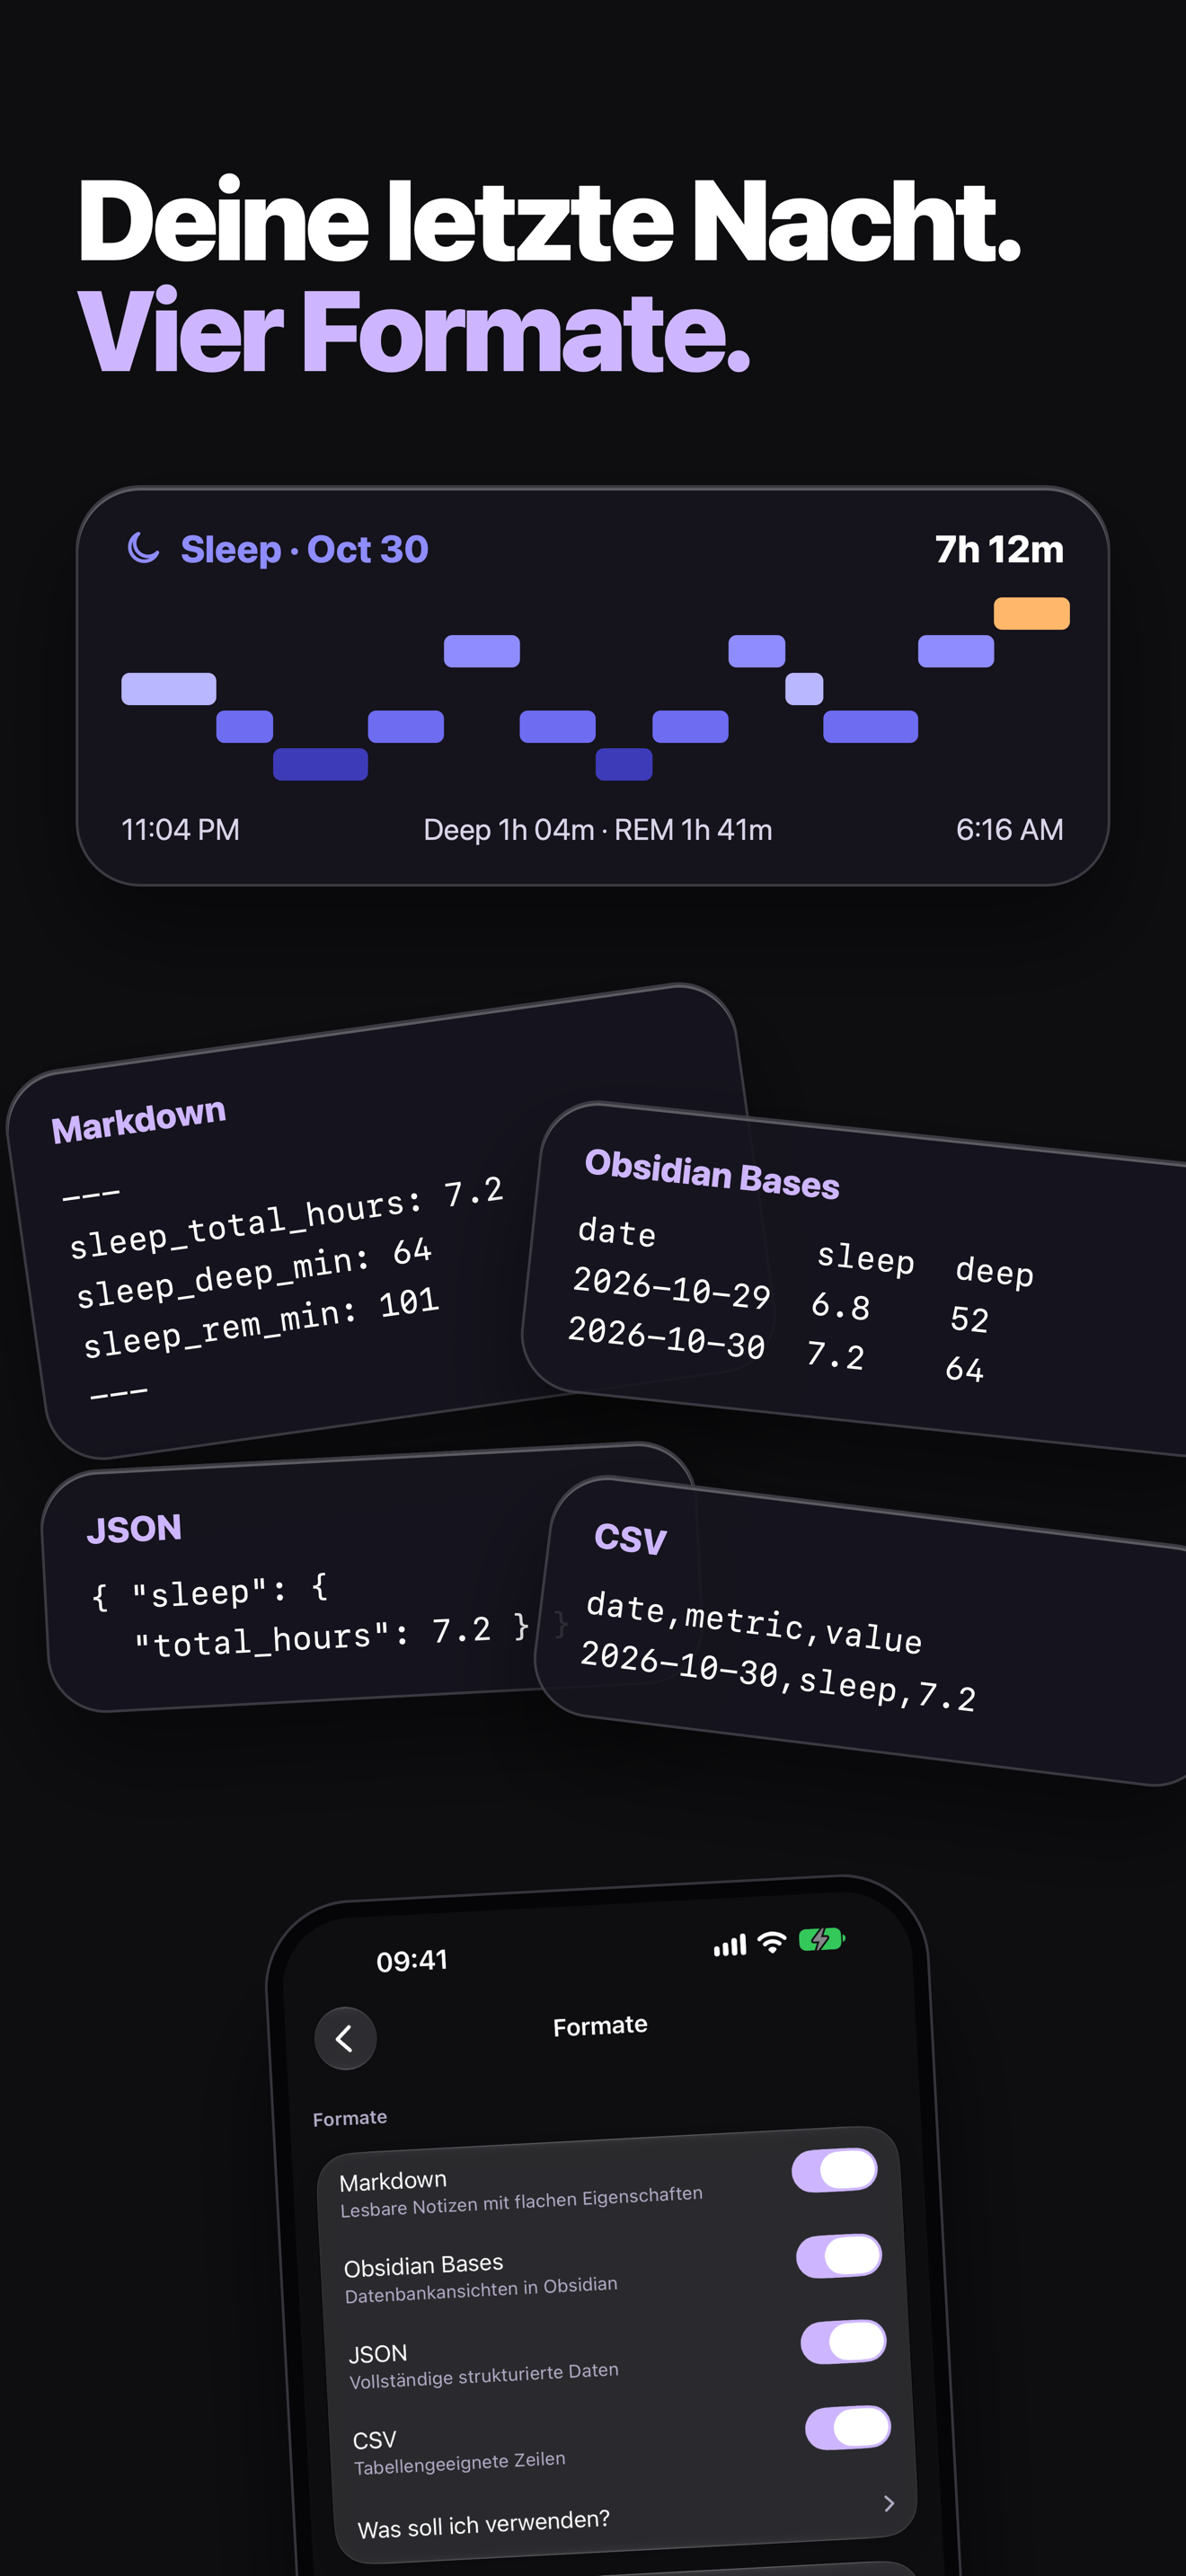 Deine letzte Nacht.
Vier Formate.
Sleep · Oct 30
7h 12m
11:04 PM
Deep 1h 04m · REM 1h 41m
6:16 AM
Markdown
---
sleep_total_hours: 7.2
sleep_deep_min: 64
sleep_rem_min: 101
---
Obsidian Bases
date sleep deep
2026-10-29 6.8 52
2026-10-30 7.2 64
JSON
{ "sleep": {
"total_hours": 7.2 } }
CSV
date,metric,value
2026-10-30,sleep,7.2
09:41
Formate
Formate
Markdown
Lesbare Notizen mit flachen Eigenschaften
Obsidian Bases
Datenbankansichten in Obsidian
JSON
Vollständige strukturierte Daten
CSV
Tabellengeeignete Zeilen
Was soll ich verwenden?